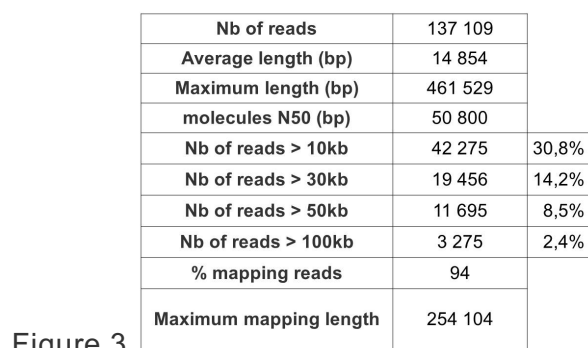 Nb of reads 137 109
Average length (bp) 14 854
Maximum length (bp) 461 529
molecules N50 (bp) 50 800
Nb of reads > 10kb 42 275 30,8%
Nb of reads > 30kb 19 456 14,2%
Nb of reads > 50kb 11 695 8,5%
Nb of reads > 100kb 3 275 2,4%
% mapping reads 94
Maximum mapping length 254 104
Figure 3